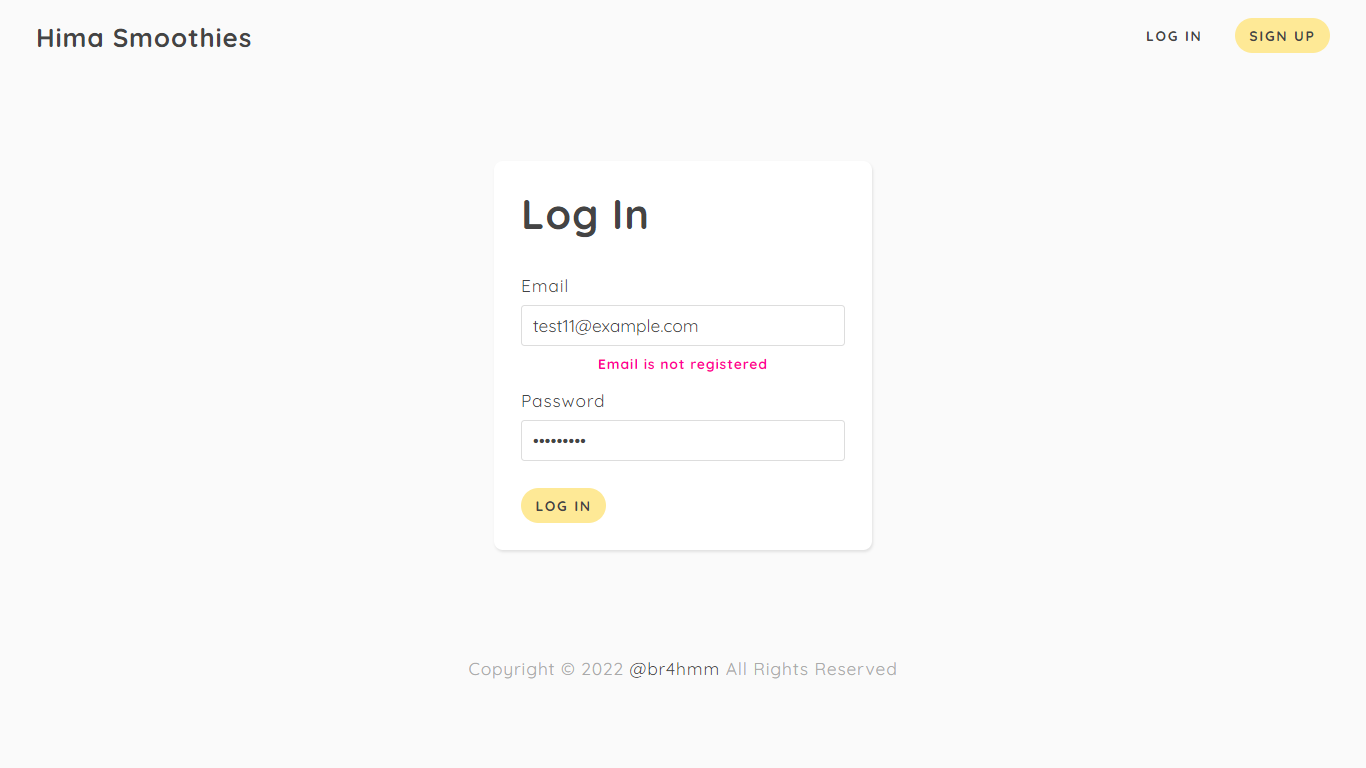 Hima Smoothies
LOG IN
SIGN UP
Log In
Email
test11@example.com
Email is not registered
Password
•••••••••
LOG IN
Copyright © 2022 @br4hmm All Rights Reserved